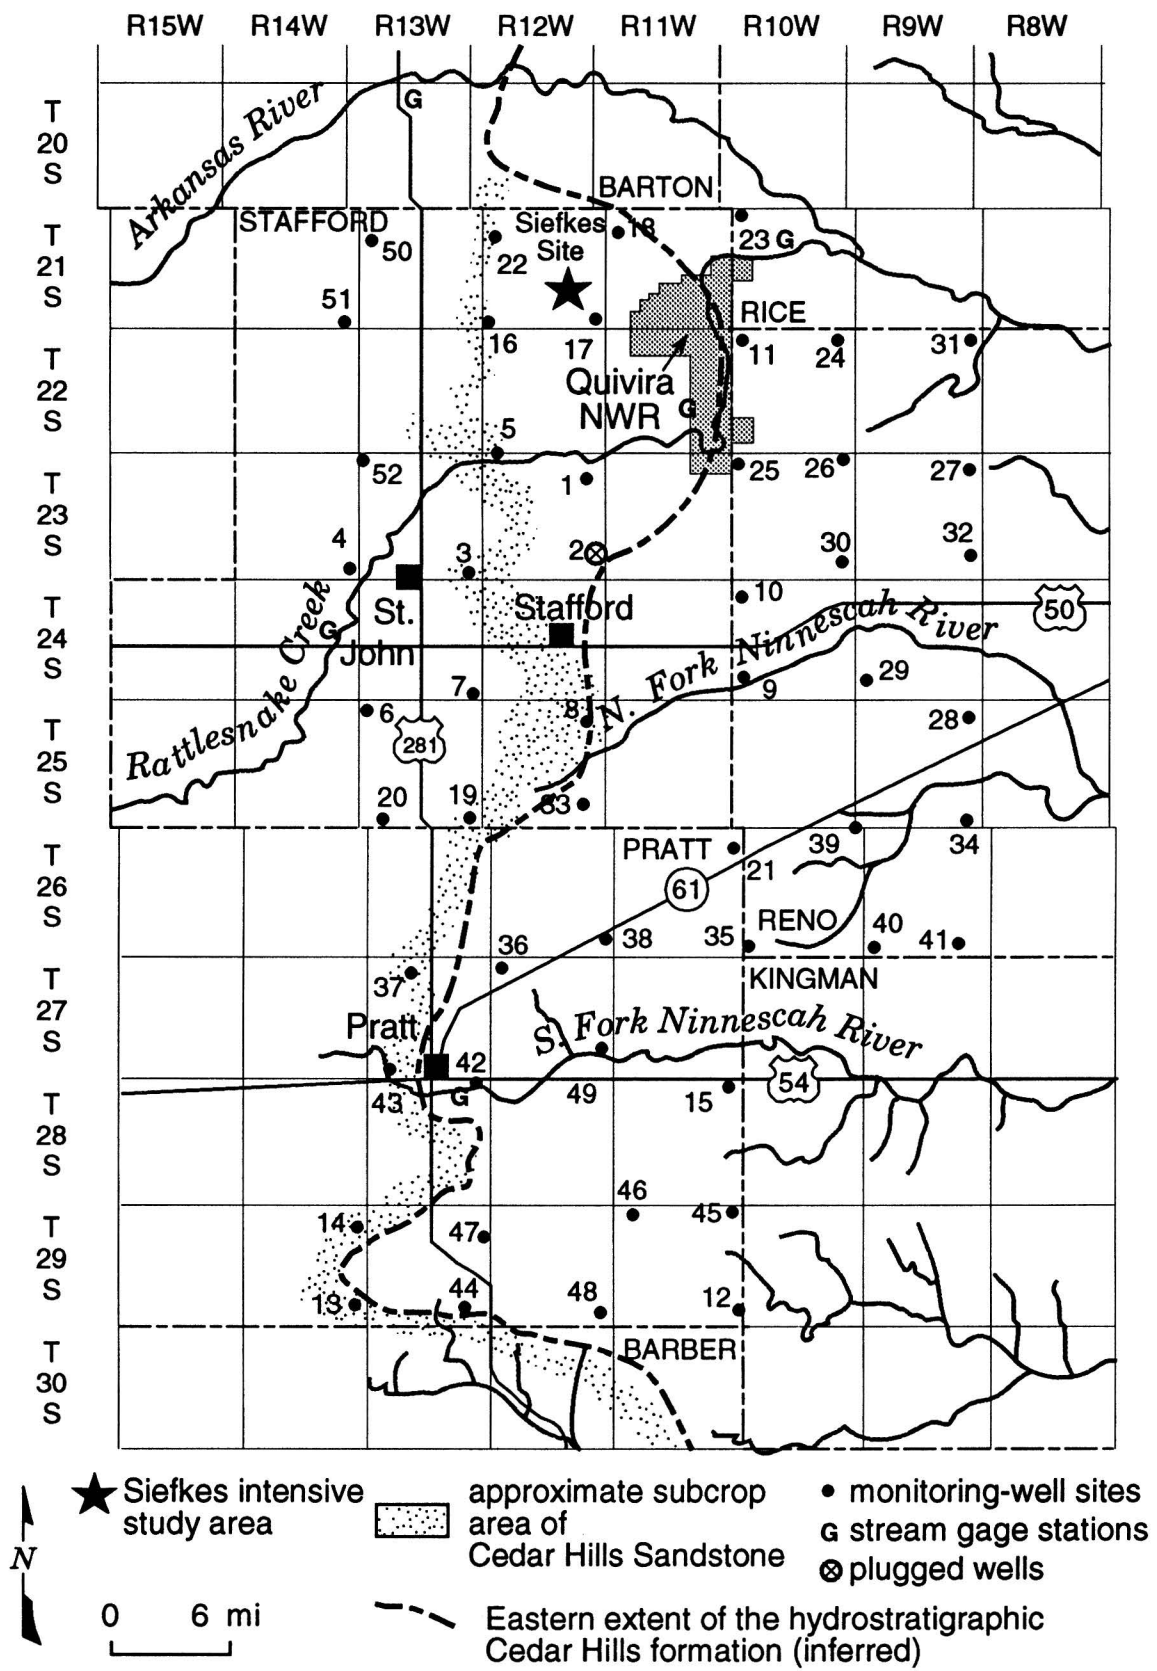 R15W R14W R13W R12W R11W R10W R9W R8W
T
20
S
T
21
S
T
22
S
T
23
S
T
24
S
T
25
S
T
26
S
T
27
S
T
28
S
T
29
S
T
30
S
G
Arkansas River
BARTON
STAFFORD
Siefkes
Site
18
23 G
50
22
51
RICE
16
17
11
24
31
Quivira
NWR
G
5
52
1
25
26
27
4
3
2
30
32
10
St.
John
Stafford
50
G
Rattlesnake Creek
N. Fork Ninnescah River
9
29
7
6
8
28
281
20
19
33
39
34
PRATT
21
61
RENO
36
38
35
40
41
37
KINGMAN
Pratt
S. Fork Ninnescah River
42
54
43
G
49
15
46
14
45
47
44
13
48
12
BARBER
Siefkes intensive
study area
approximate subcrop
area of
Cedar Hills Sandstone
monitoring-well sites
G stream gage stations
plugged wells
N
0 6 mi
Eastern extent of the hydrostratigraphic
Cedar Hills formation (inferred)